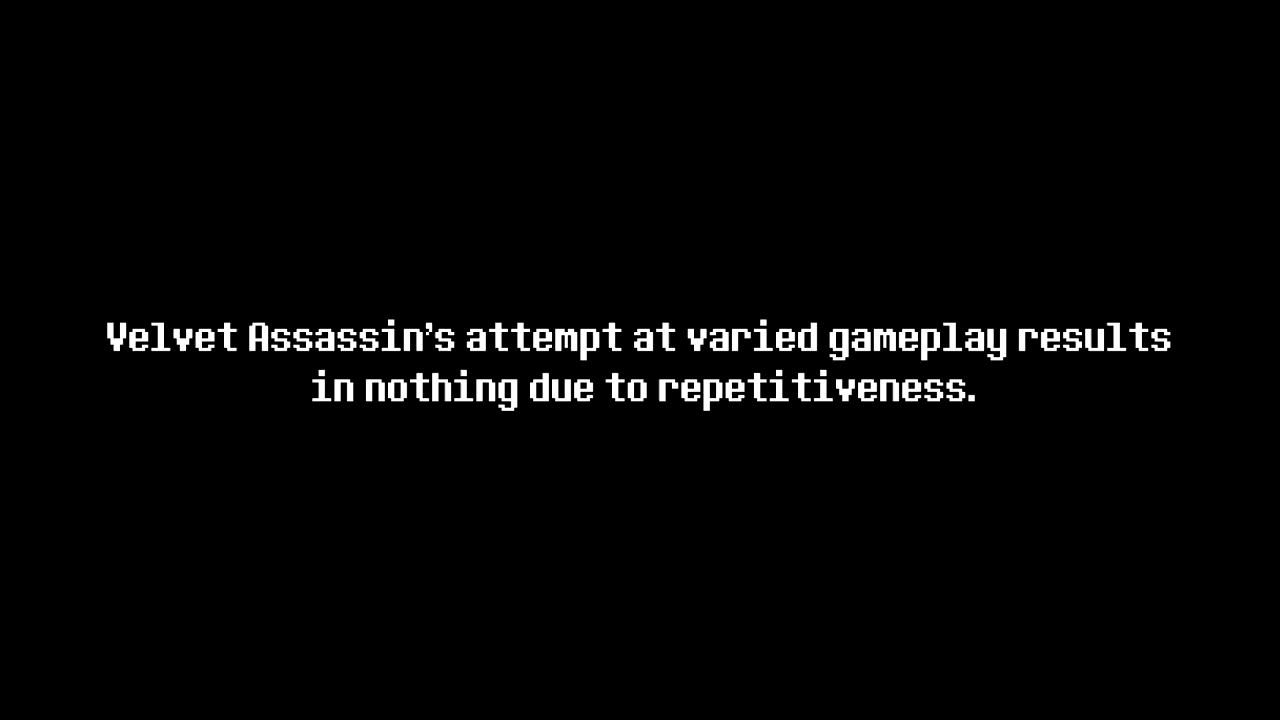 Velvet Assassin's attempt at varied gameplay results
in nothing due to repetitiveness.